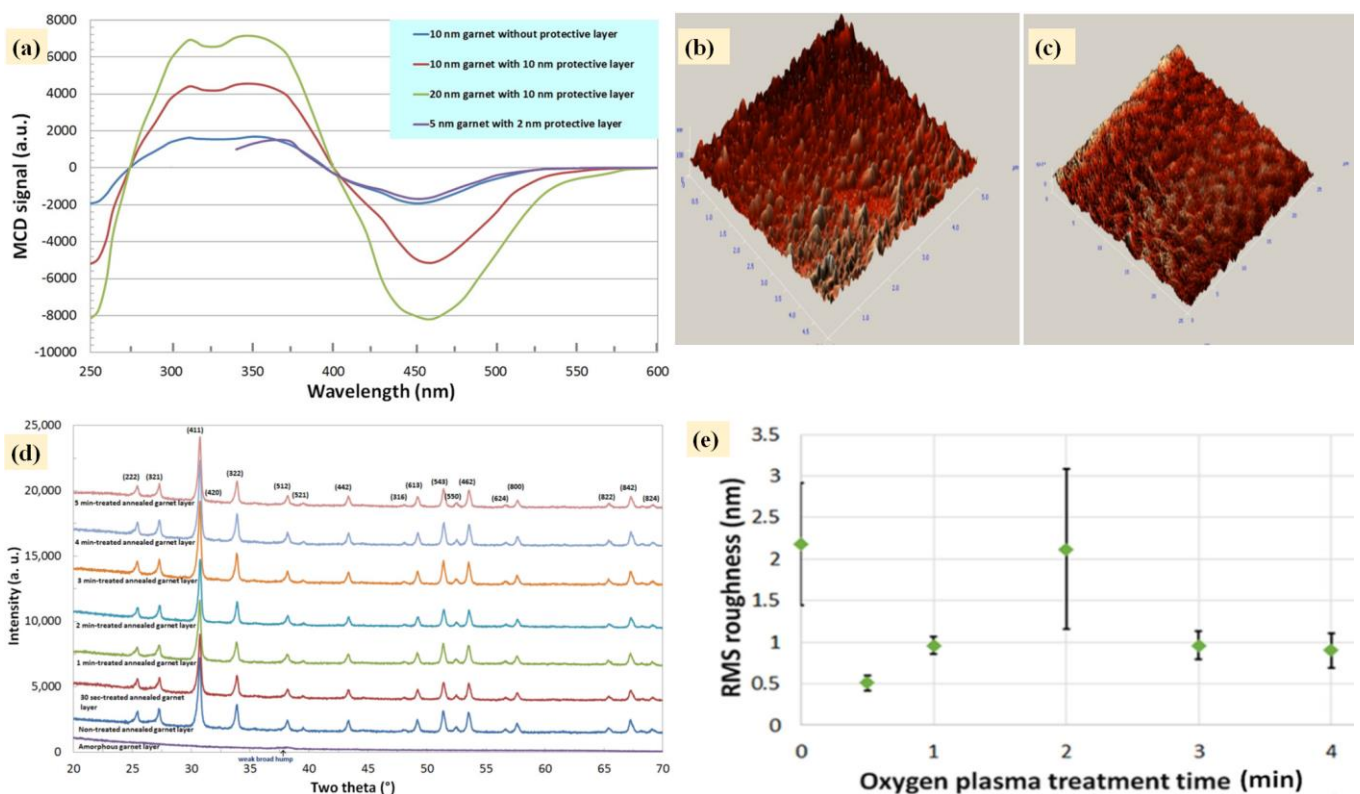 (a)
MCD signal (a.u.)
8000
6000
4000
2000
0
-2000
-4000
-6000
-8000
-10000
10 nm garnet without protective layer
10 nm garnet with 10 nm protective layer
20 nm garnet with 10 nm protective layer
5 nm garnet with 2 nm protective layer
250 300 350 400 450 500 550 600
Wavelength (nm)
(b)
(c)
(d)
Intensity (a. u.)
25,000
20,000
15,000
10,000
5,000
0
(222) (321) (411) (420) (322) (512) (521) (442) (316) (613) (543) (550) (462) (624) (800) (822) (842) (824)
5 min-treated annealed garnet layer
4 min-treated annealed garnet layer
3 min-treated annealed garnet layer
2 min-treated annealed garnet layer
1 min-treated annealed garnet layer
30 sec-treated annealed garnet
layer
Non-treated annealed garnet layer
Amorphous garnet layer
weak broad hump
20 25 30 35 40 45 50 55 60 65 70
Two theta (°)
(e)
RMS roughness (nm)
3.5
3
2.5
2
1.5
1
0.5
0
0 1 2 3 4
Oxygen plasma treatment time (min)